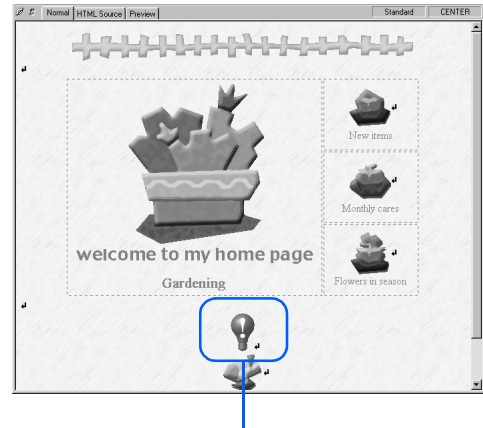 Normal HTML Source Preview Standard CENTER
New items
Monthly cares
welcome to my home page
Gardening
Flowers in season